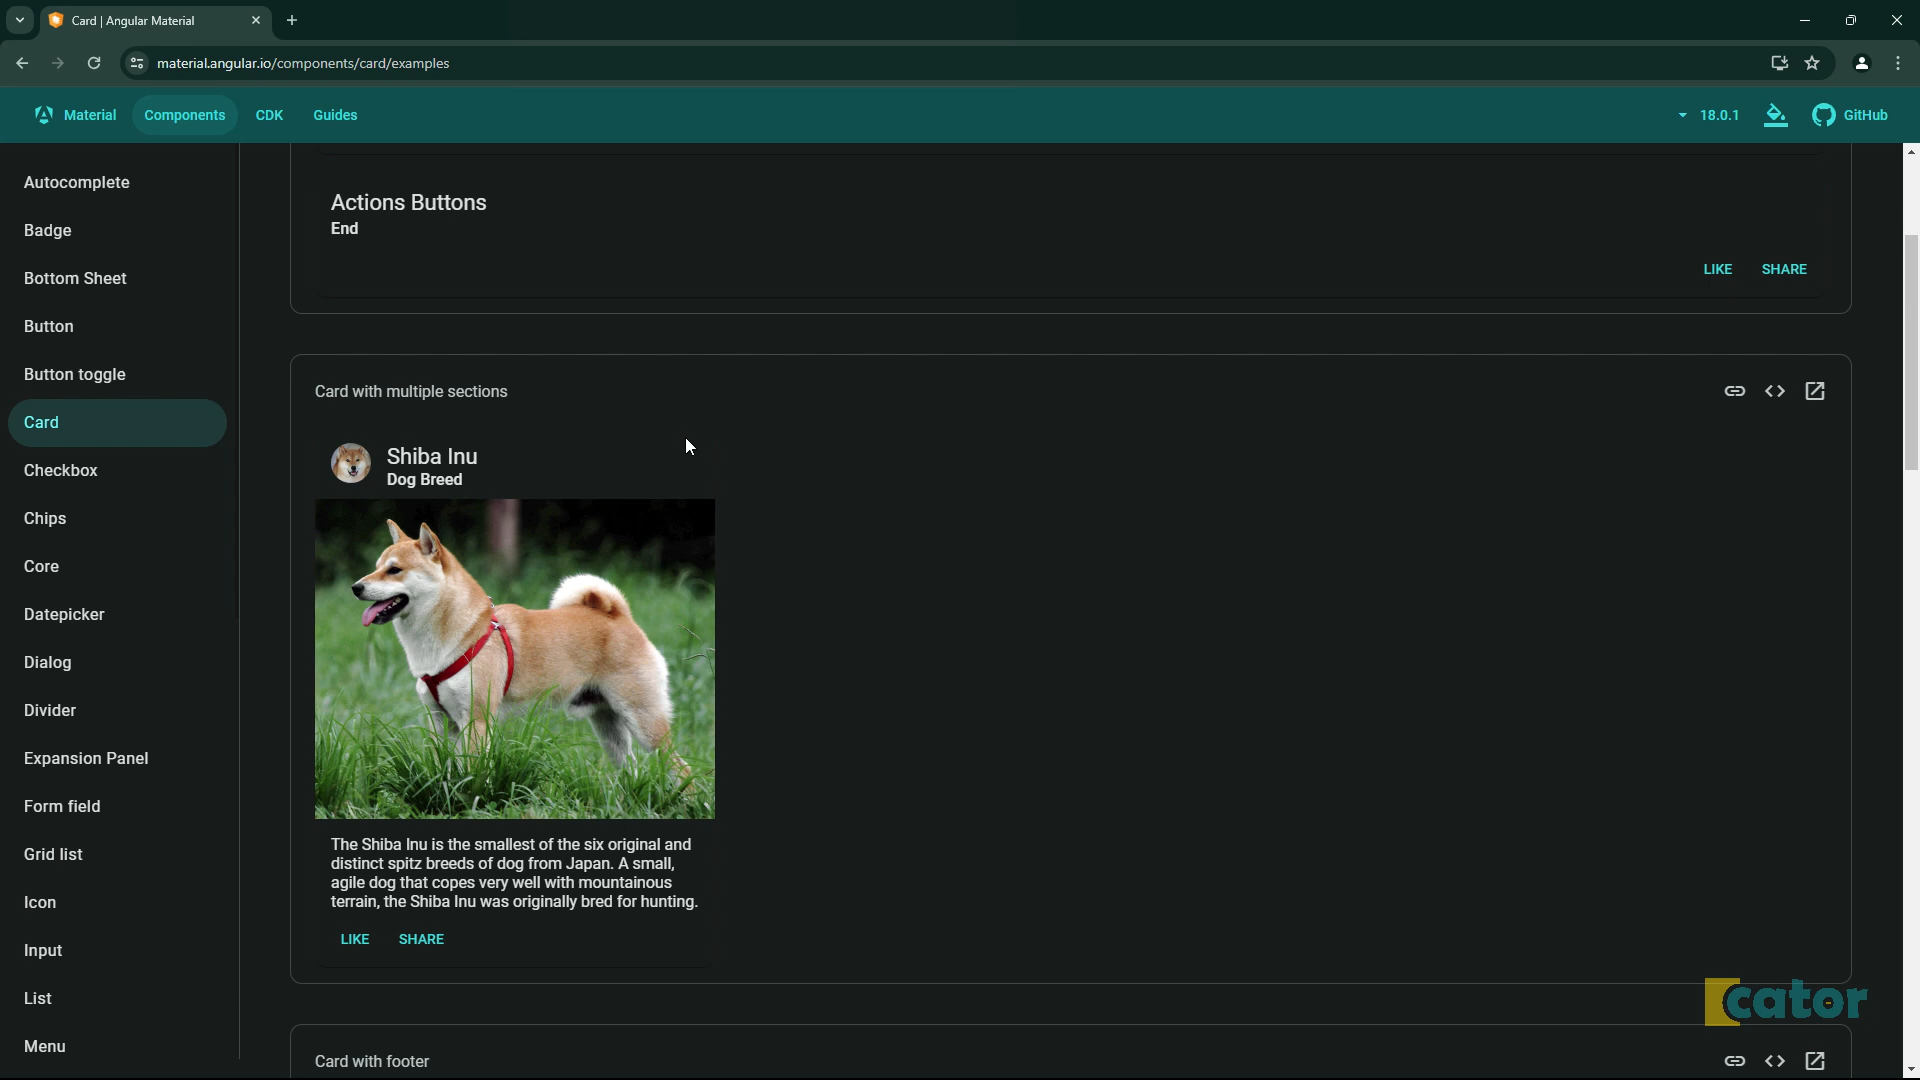 Card | Angular Material
material.angular.io/components/card/examples
Material
Components
CDK
Guides
18.0.1
GitHub
Autocomplete
Badge
Bottom Sheet
Button
Button toggle
Card
Checkbox
Chips
Core
Datepicker
Dialog
Divider
Expansion Panel
Form field
Grid list
Icon
Input
List
Menu
Actions Buttons
End
LIKE
SHARE
Card with multiple sections
Shiba Inu
Dog Breed
The Shiba Inu is the smallest of the six original and
distinct spitz breeds of dog from Japan. A small,
agile dog that copes very well with mountainous
terrain, the Shiba Inu was originally bred for hunting.
LIKE
SHARE
Card with footer
cator